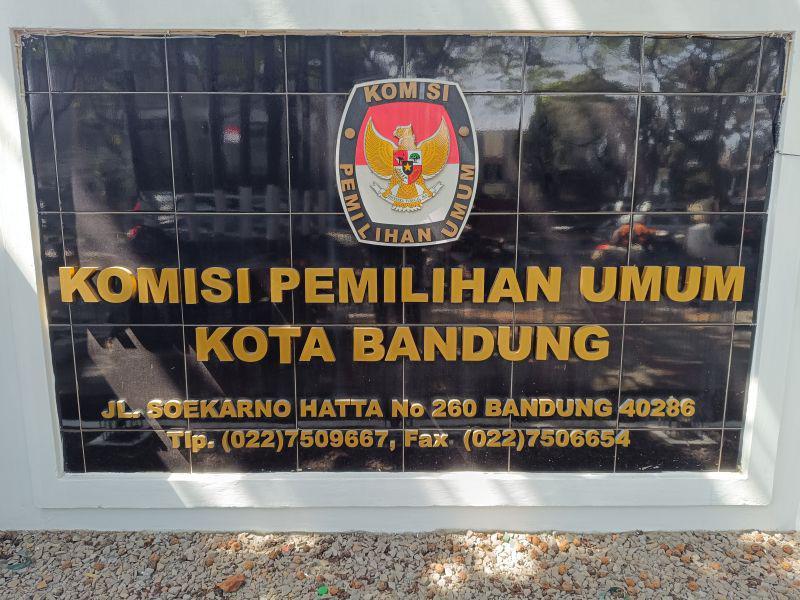 KOMISI
PEMILIHAN UMUM
KOMISI PEMILIHAN UMUM
KOTA BANDUNG
JL. SOEKARNO HATTA No 260 BANDUNG 40286
Tlp. (022)7509667, Fax (022)7506654